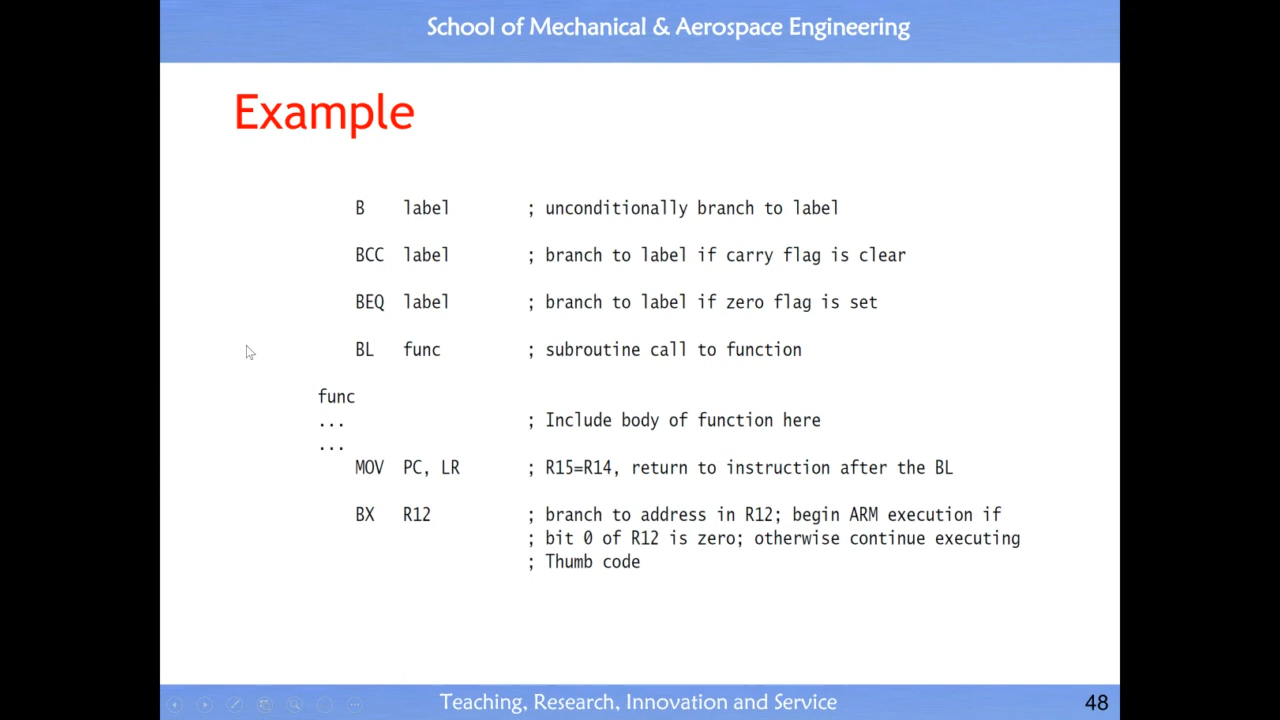 School of Mechanical & Aerospace Engineering
Example
B label ; unconditionally branch to label
BCC label ; branch to label if carry flag is clear
BEQ label ; branch to label if zero flag is set
BL func ; subroutine call to function
func
... ; Include body of function here
...
MOV PC, LR ; R15=R14, return to instruction after the BL
BX R12 ; branch to address in R12; begin ARM execution if
; bit 0 of R12 is zero; otherwise continue executing
; Thumb code
Teaching, Research, Innovation and Service
48